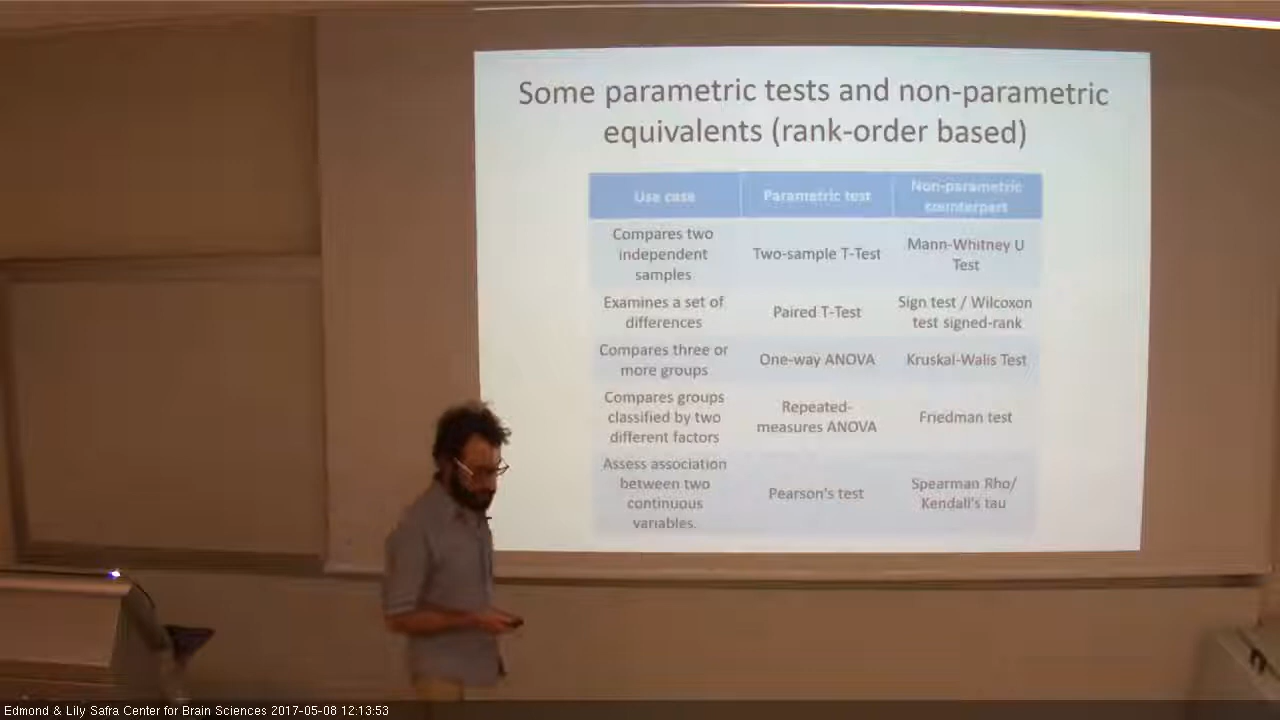 Some parametric tests and non-parametric
equivalents (rank-order based)
Use case
Parametric test
Non-parametric
counterpart
Compares two
independent
samples
Two-sample T-Test
Mann-Whitney U
Test
Examines a set of
differences
Paired T-Test
Sign test / Wilcoxon
test signed-rank
Compares three or
more groups
One-way ANOVA
Kruskal-Walis Test
Compares groups
classified by two
different factors
Repeated-
measures ANOVA
Friedman test
Assess association
between two
continuous
variables.
Pearson's test
Spearman Rho/
Kendall's tau
Edmond & Lily Safra Center for Brain Sciences 2017-05-08 12:13:53